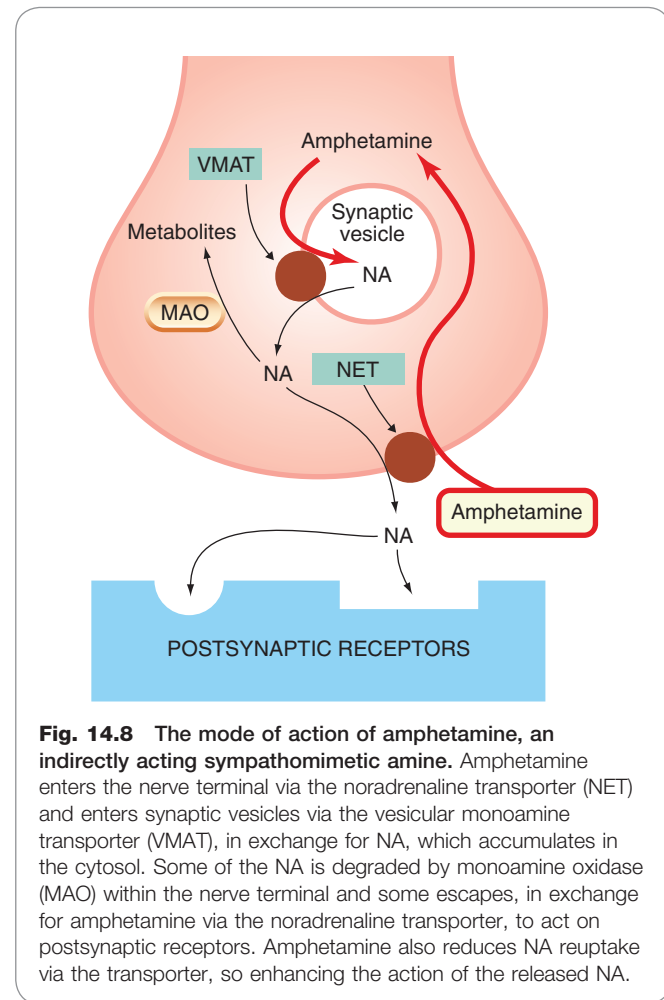 Amphetamine
VMAT
Synaptic
vesicle
Metabolites
NA
MAO
NA
NET
Amphetamine
NA
POSTSYNAPTIC RECEPTORS
Fig. 14.8 The mode of action of amphetamine, an
indirectly acting sympathomimetic amine. Amphetamine
enters the nerve terminal via the noradrenaline transporter (NET)
and enters synaptic vesicles via the vesicular monoamine
transporter (VMAT), in exchange for NA, which accumulates in
the cytosol. Some of the NA is degraded by monoamine oxidase
(MAO) within the nerve terminal and some escapes, in exchange
for amphetamine via the noradrenaline transporter, to act on
postsynaptic receptors. Amphetamine also reduces NA reuptake
via the transporter, so enhancing the action of the released NA.